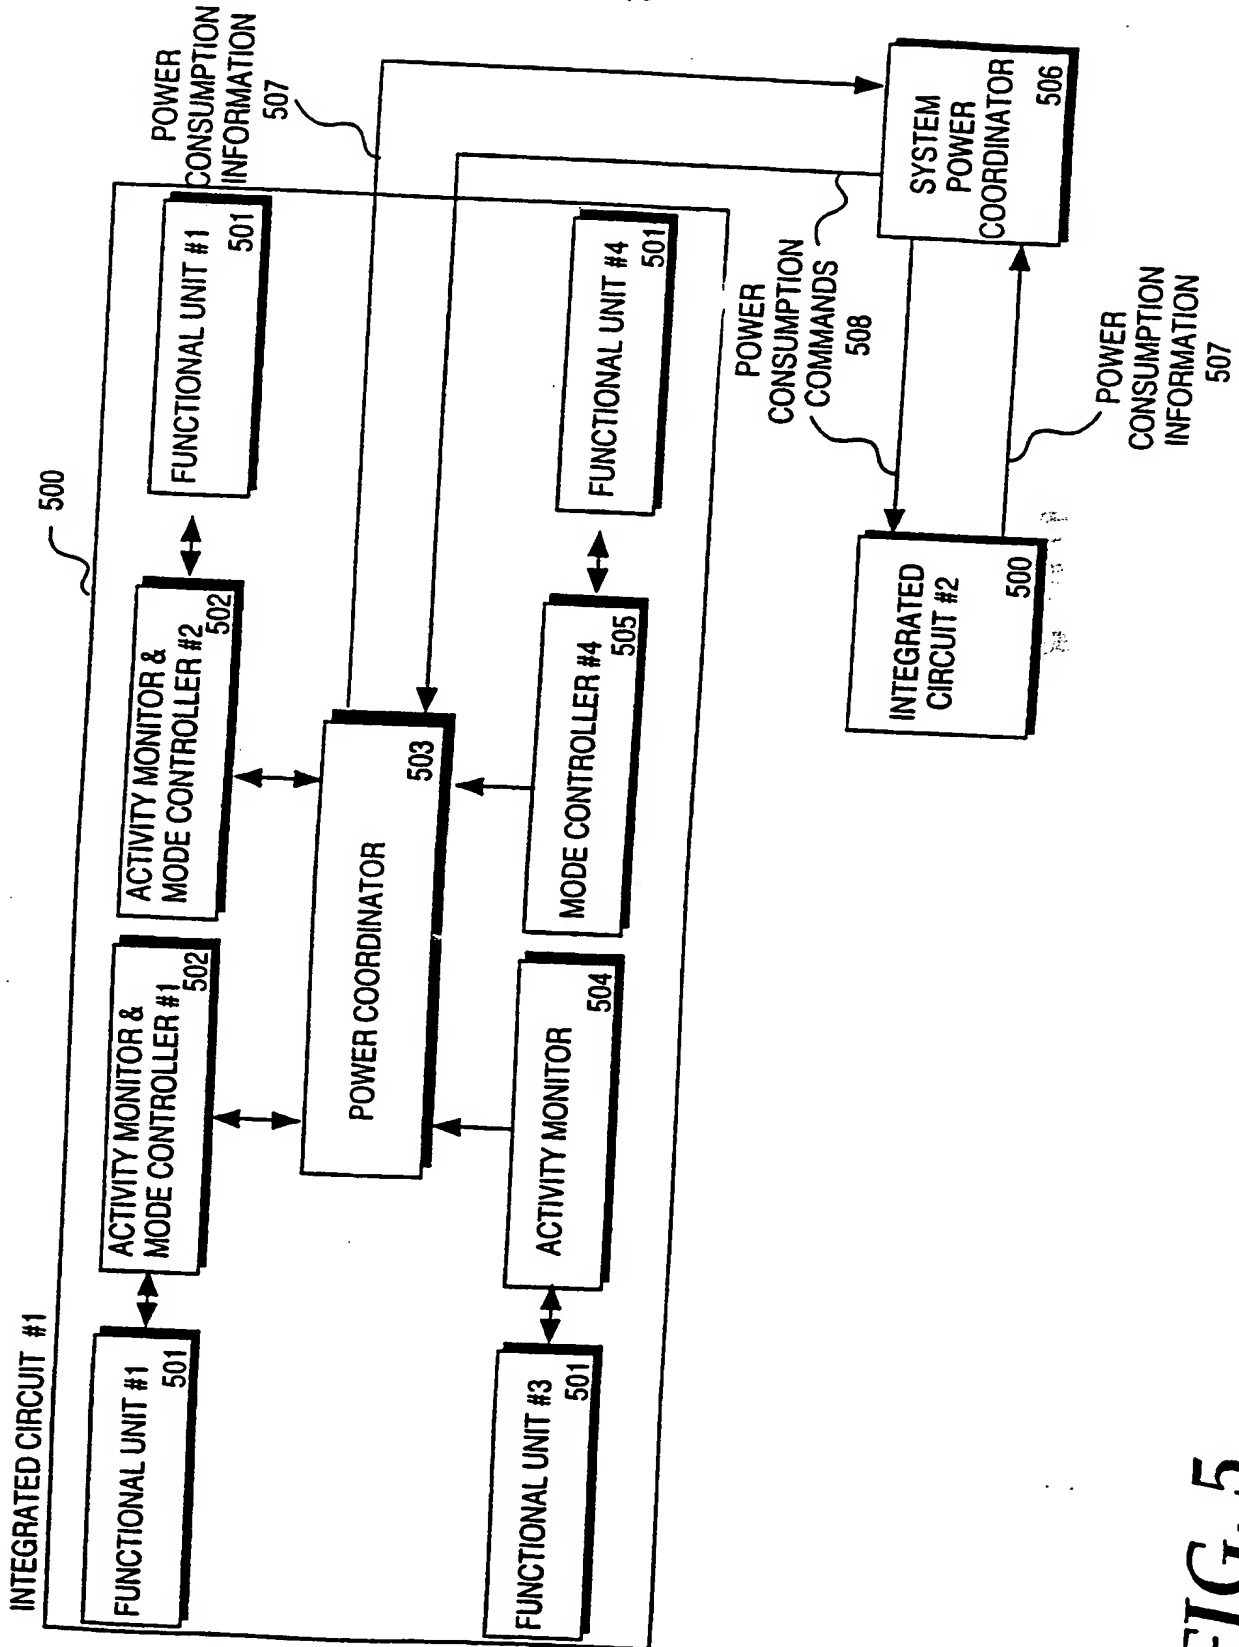 INTEGRATED CIRCUIT #1
500
FUNCTIONAL UNIT #1
501
ACTIVITY MONITOR &
MODE CONTROLLER #1
502
ACTIVITY MONITOR &
MODE CONTROLLER #2
502
FUNCTIONAL UNIT #1
501
POWER
CONSUMPTION
INFORMATION
507
POWER COORDINATOR
503
FUNCTIONAL UNIT #3
501
ACTIVITY MONITOR
504
MODE CONTROLLER #4
505
FUNCTIONAL UNIT #4
501
POWER
CONSUMPTION
COMMANDS
508
INTEGRATED
CIRCUIT #2
500
SYSTEM
POWER
COORDINATOR
506
POWER
CONSUMPTION
INFORMATION
507
FIG. 5